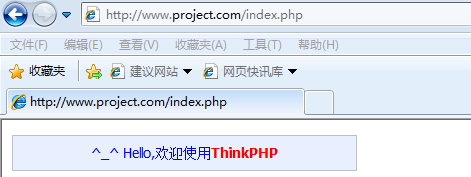 http://www.project.com/index.php
文件(F) 编辑(E) 查看(V) 收藏夹(A) 工具(T) 帮助(H)
收藏夹 建议网站 网页快讯库
http://www.project.com/index.php
^_^ Hello,欢迎使用ThinkPHP